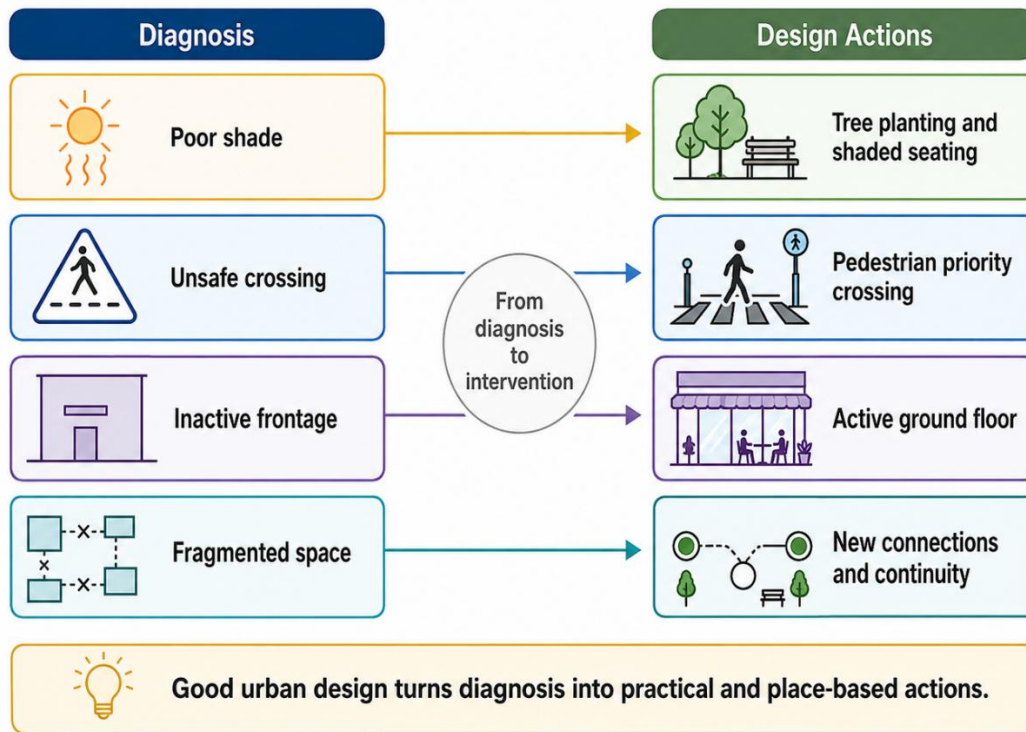 Diagnosis
Design Actions
Poor shade
Tree planting and
shaded seating
Unsafe crossing
Pedestrian priority
crossing
From
diagnosis
to
intervention
Inactive frontage
Active ground floor
Fragmented space
New connections
and continuity
Good urban design turns diagnosis into practical and place-based actions.